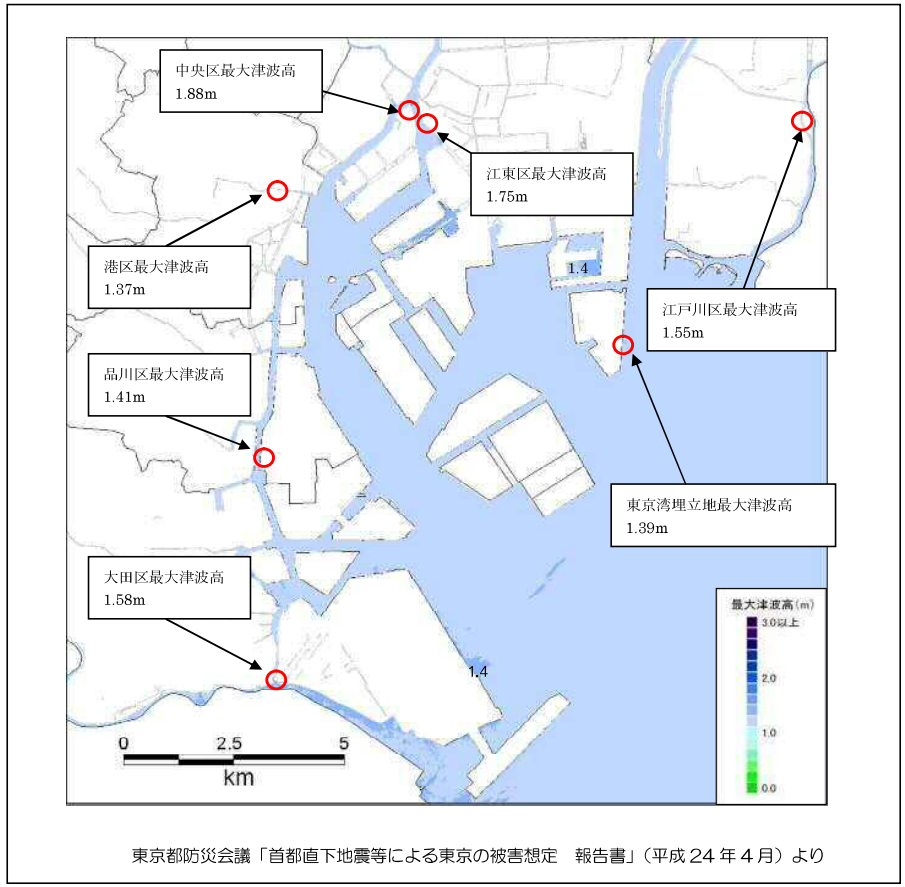 中央区最大津波高
1.88m
江東区最大津波高
1.75m
港区最大津波高
1.37m
1.4
江戸川区最大津波高
1.55m
品川区最大津波高
1.41m
東京湾埋立地最大津波高
1.39m
大田区最大津波高
1.58m
最大津波高(m)
3.0以上
2.0
1.0
0.0
1.4
0 2.5 5
km
東京都防災会議「首都直下地震等による東京の被害想定　報告書」（平成24年4月）より